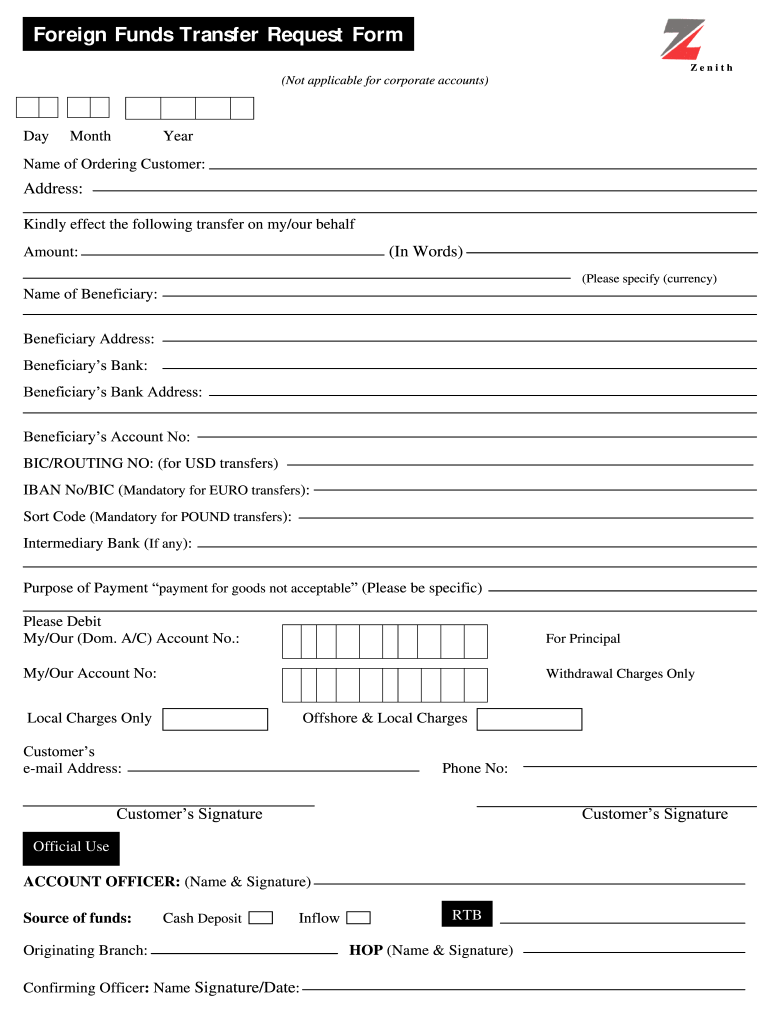 Foreign Funds Transfer Request Form
Zenith
(Not applicable for corporate accounts)
Day Month Year
Name of Ordering Customer:
Address:
Kindly effect the following transfer on my/our behalf
Amount: (In Words)
(Please specify (currency)
Name of Beneficiary:
Beneficiary Address:
Beneficiary's Bank:
Beneficiary's Bank Address:
Beneficiary's Account No:
BIC/ROUTING NO: (for USD transfers)
IBAN No/BIC (Mandatory for EURO transfers):
Sort Code (Mandatory for POUND transfers):
Intermediary Bank (If any):
Purpose of Payment “payment for goods not acceptable” (Please be specific)
Please Debit
My/Our (Dom. A/C) Account No.: For Principal
My/Our Account No: Withdrawal Charges Only
Local Charges Only Offshore & Local Charges
Customer's
e-mail Address: Phone No:
Customer's Signature Customer's Signature
Official Use
ACCOUNT OFFICER: (Name & Signature)
Source of funds: Cash Deposit Inflow RTB
Originating Branch: HOP (Name & Signature)
Confirming Officer: Name Signature/Date: